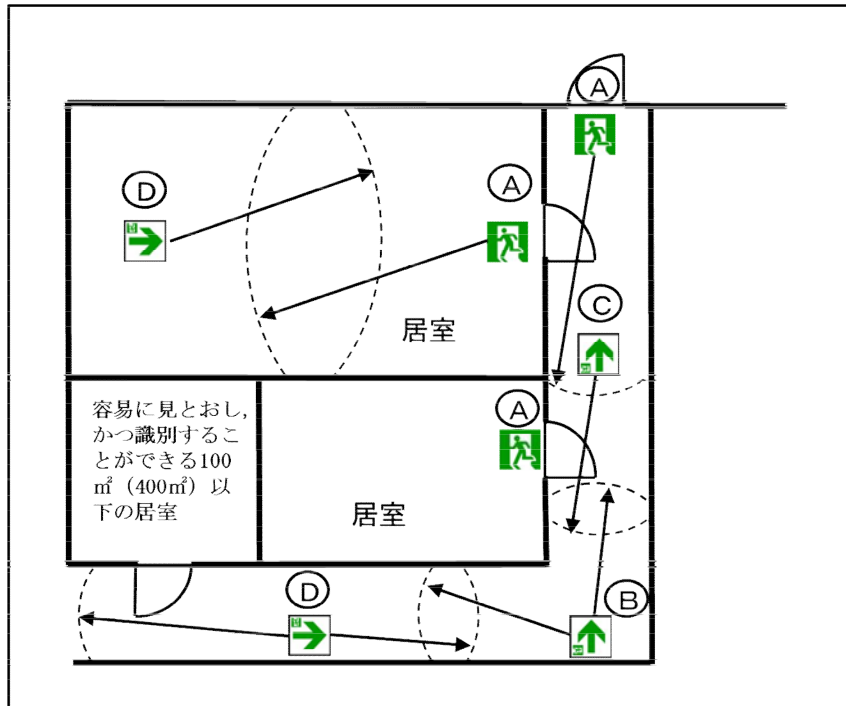 Ⓐ
Ⓓ
Ⓐ
Ⓒ
居室
Ⓐ
容易に見とおし，
かつ識別するこ
とができる100
㎡（400㎡）以
下の居室
居室
Ⓓ
Ⓑ